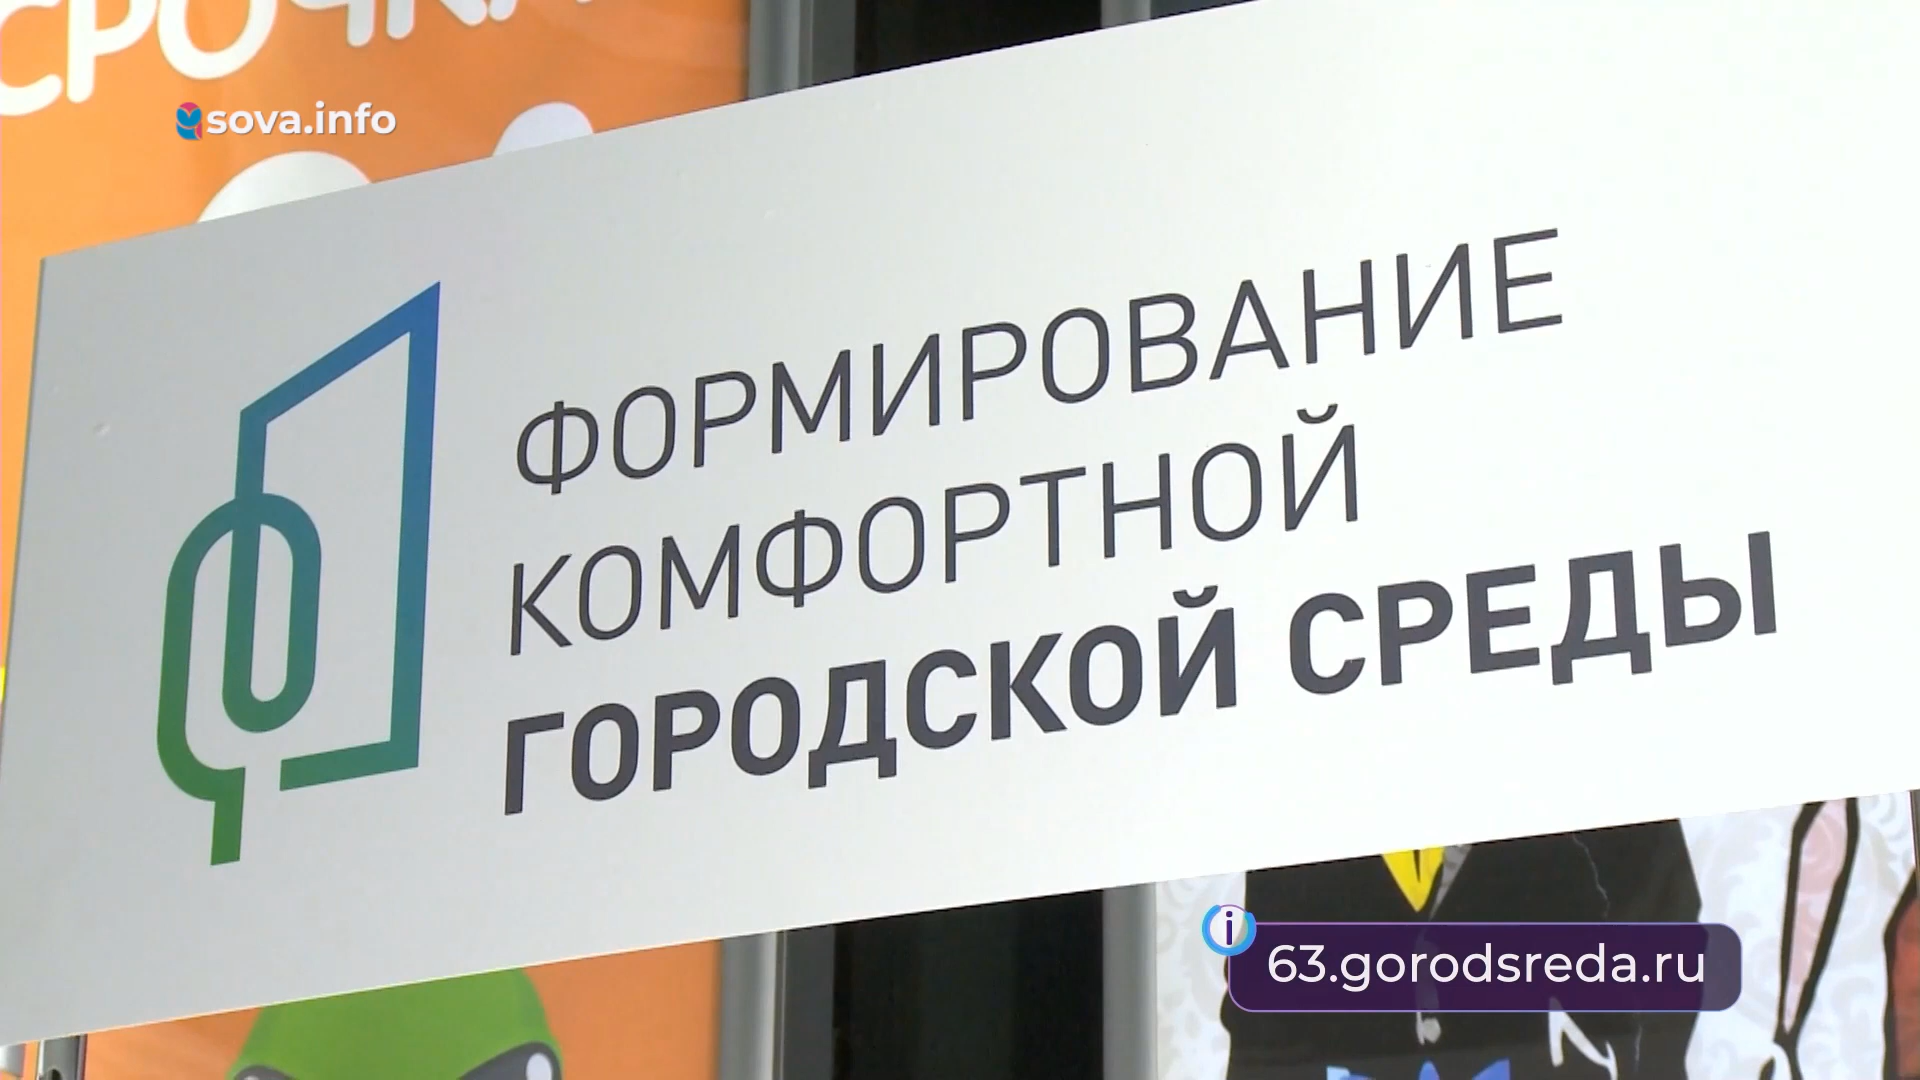 sova.info
ФОРМИРОВАНИЕ
КОМФОРТНОЙ
ГОРОДСКОЙ СРЕДЫ
i
63.gorodsreda.ru